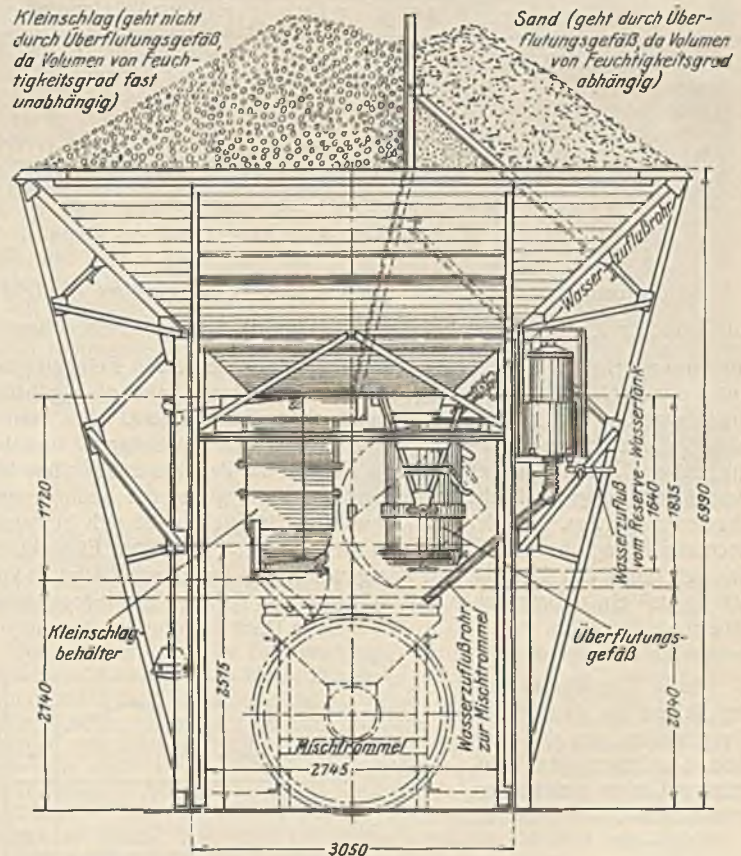 Kleinschlag (geht nicht
durch Überflutungsgefäß,
da Volumen von Feuch-
tigkeitsgrad fast
unabhängig)
Sand (geht durch Über-
flutungsgefäß, da Volumen
von Feuchtigkeitsgrad
abhängig)
Wasserzuflußrohr
Wasserzufluß
vom Reserve-Wassertank
1640
1835
6990
1720
Kleinschlag-
behälter
2140
2515
Wasserzuflußrohr
zur Mischtrommel
Überflutungs-
gefäß
2040
Mischtrommel
2745
3050